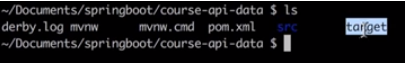 ~/Documents/springboot/course-api-data $ ls
derby.log mvnw mvnw.cmd pom.xml src target
~/Documents/springboot/course-api-data $